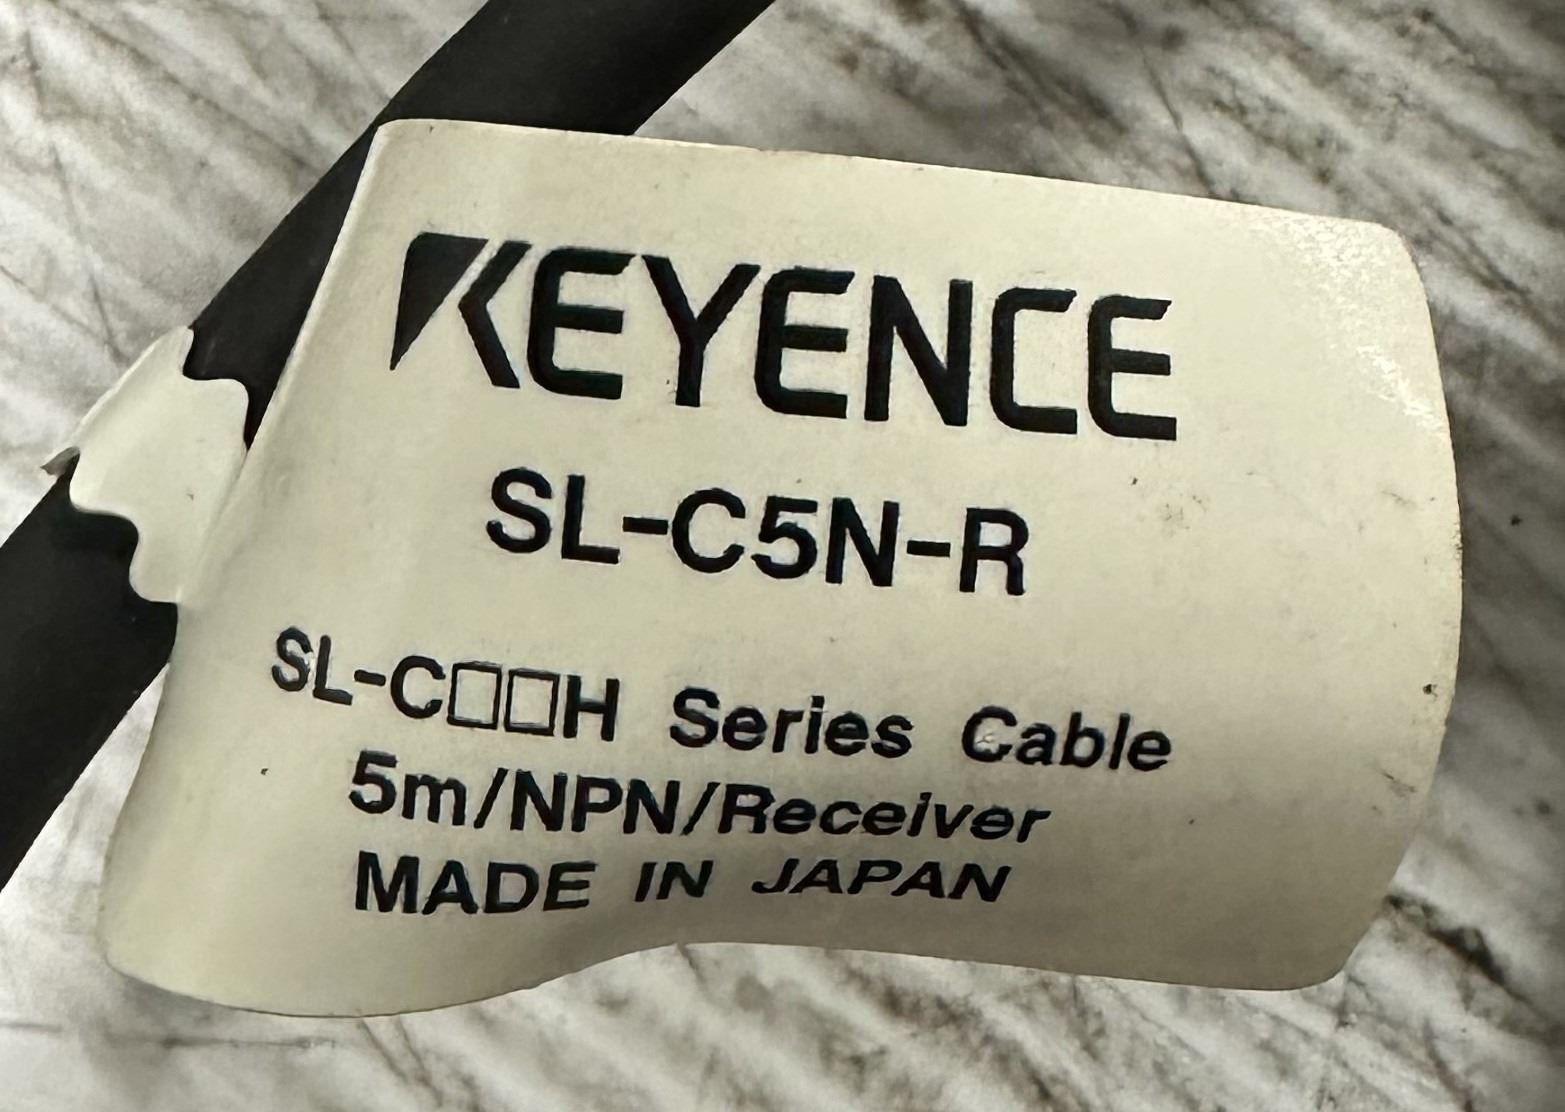 KEYENCE
SL-C5N-R
SL-C□□H Series Cable
5m/NPN/Receiver
MADE IN JAPAN